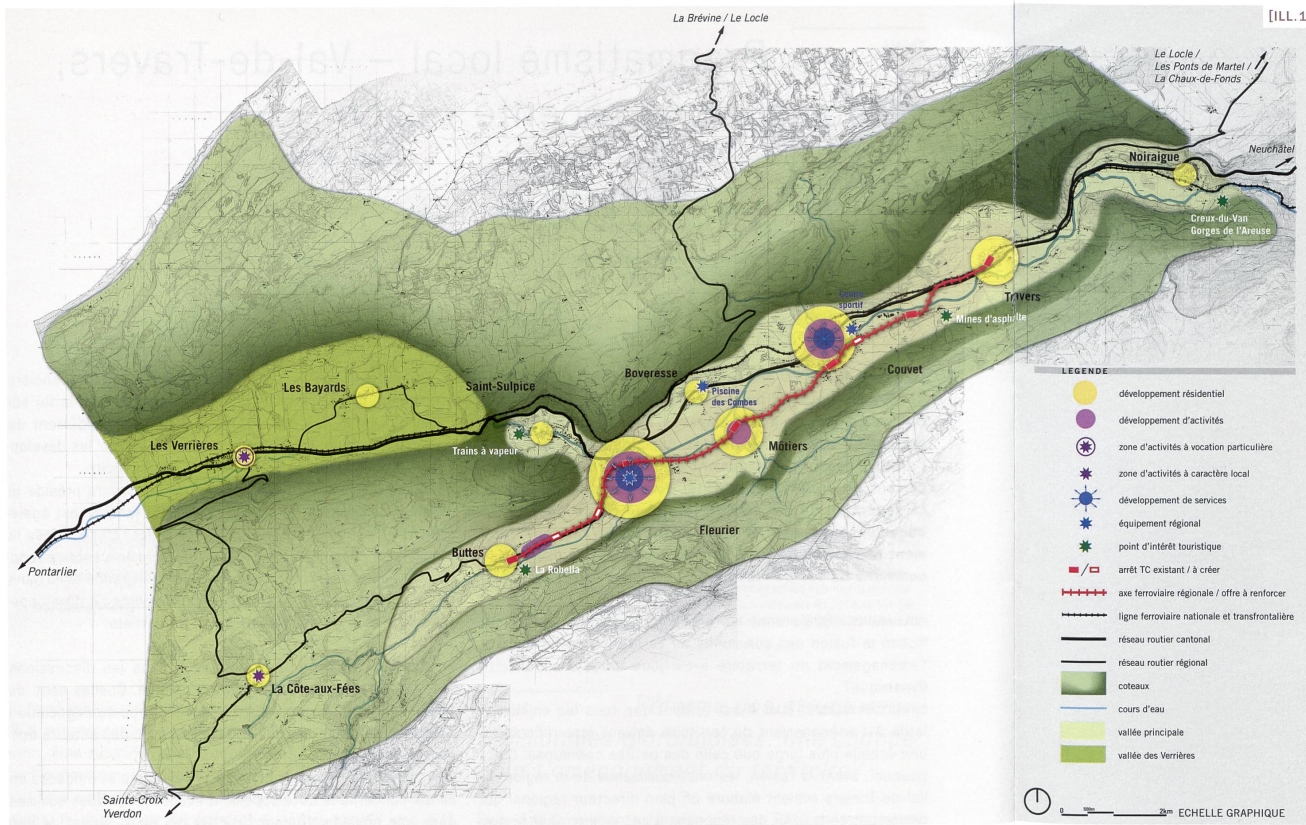 [ILL.1
La Brévine / Le Locle
Le Locle /
Les Ponts de Martel /
La Chaux-de-Fonds
Neuchâtel
Noiraigue
Creux-du-Van
Gorges de l'Areuse
Travers
Mines d'asphalte
Centre
sportif
Couvet
Boveresse
Piscine
des Combes
Môtiers
Saint-Sulpice
Les Bayards
Les Verrières
Trains à vapeur
Fleurier
Buttes
La Robella
Pontarlier
La Côte-aux-Fées
Sainte-Croix
Yverdon
LEGENDE
développement résidentiel
développement d'activités
zone d'activités à vocation particulière
zone d'activités à caractère local
développement de services
équipement régional
point d'intérêt touristique
arrêt TC existant / à créer
axe ferroviaire régionale / offre à renforcer
ligne ferroviaire nationale et transfrontalière
réseau routier cantonal
réseau routier régional
coteaux
cours d'eau
vallée principale
vallée des Verrières
0 500m 2km ECHELLE GRAPHIQUE